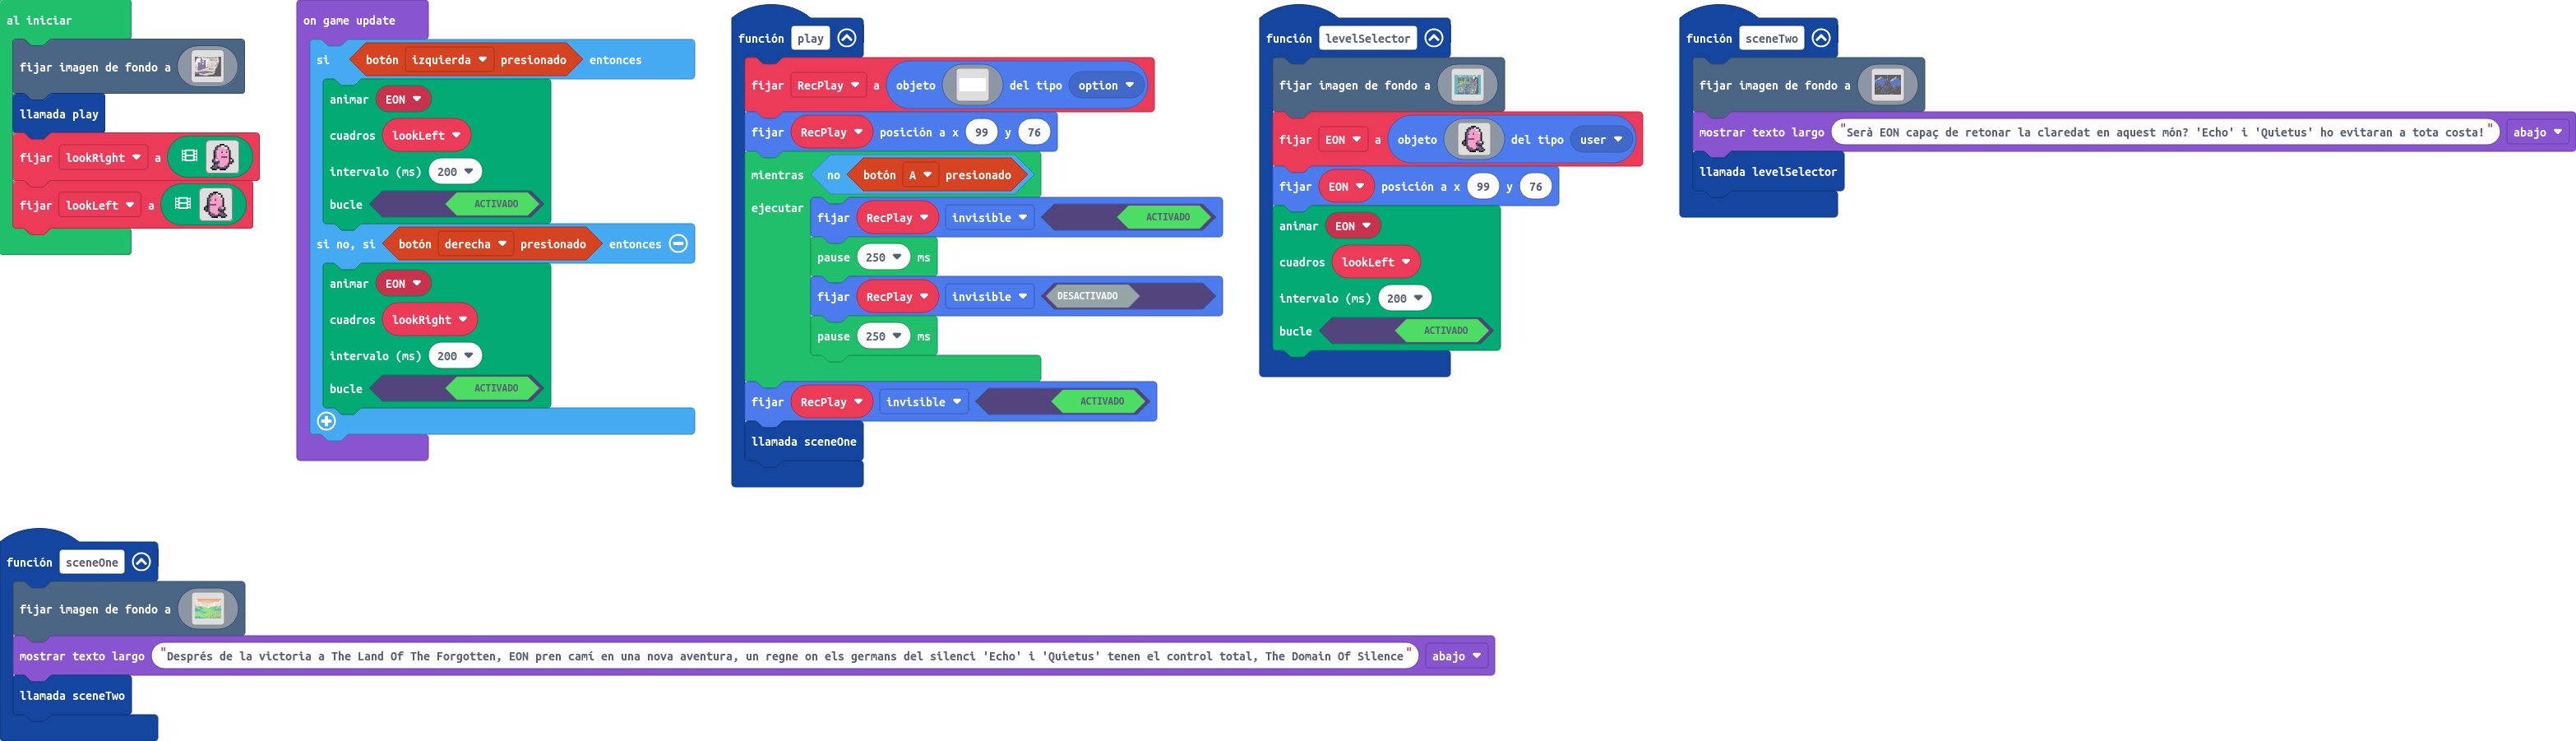 al iniciar
fijar imagen de fondo a
llamada play
fijar lookRight a
fijar lookLeft a
on game update
si botón izquierda presionado entonces
animar EON
cuadros lookLeft
intervalo (ms) 200
bucle ACTIVADO
si no, si botón derecha presionado entonces
animar EON
cuadros lookRight
intervalo (ms) 200
bucle ACTIVADO
función play
fijar RecPlay a objeto del tipo option
fijar RecPlay posición a x 99 y 76
mientras no botón A presionado
ejecutar
fijar RecPlay invisible ACTIVADO
pause 250 ms
fijar RecPlay invisible DESACTIVADO
pause 250 ms
fijar RecPlay invisible ACTIVADO
llamada sceneOne
función levelSelector
fijar imagen de fondo a
fijar EON a objeto del tipo user
fijar EON posición a x 99 y 76
animar EON
cuadros lookLeft
intervalo (ms) 200
bucle ACTIVADO
función sceneTwo
fijar imagen de fondo a
mostrar texto largo "Serà EON capaç de retonar la claredat en aquest món? 'Echo' i 'Quietus' ho evitaran a tota costa!" abajo
llamada levelSelector
función sceneOne
fijar imagen de fondo a
mostrar texto largo "Després de la victoria a The Land Of The Forgotten, EON pren camí en una nova aventura, un regne on els germans del silenci 'Echo' i 'Quietus' tenen el control total, The Domain Of Silence" abajo
llamada sceneTwo